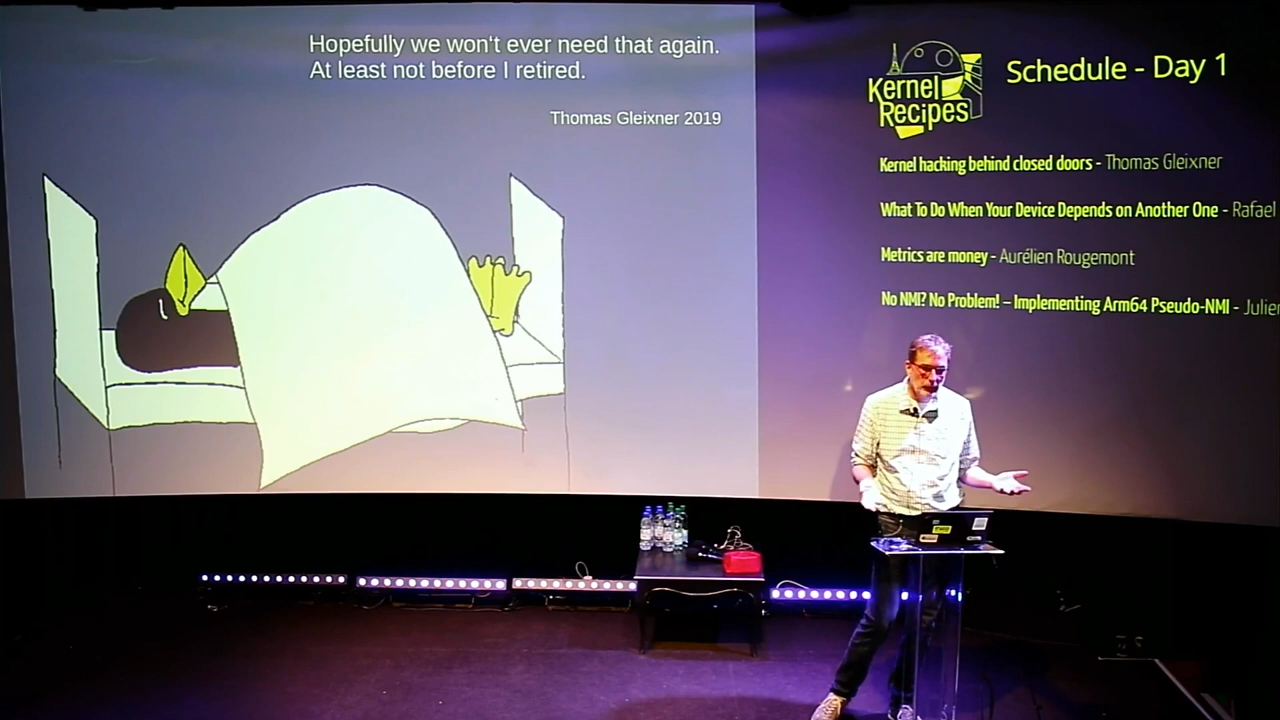 Hopefully we won't ever need that again.
At least not before I retired.
Thomas Gleixner 2019
Kernel
Recipes
Schedule - Day 1
Kernel hacking behind closed doors - Thomas Gleixner
What To Do When Your Device Depends on Another One - Rafael
Metrics are money - Aurélien Rougemont
No NMI? No Problem! – Implementing Arm64 Pseudo-NMI - Julien